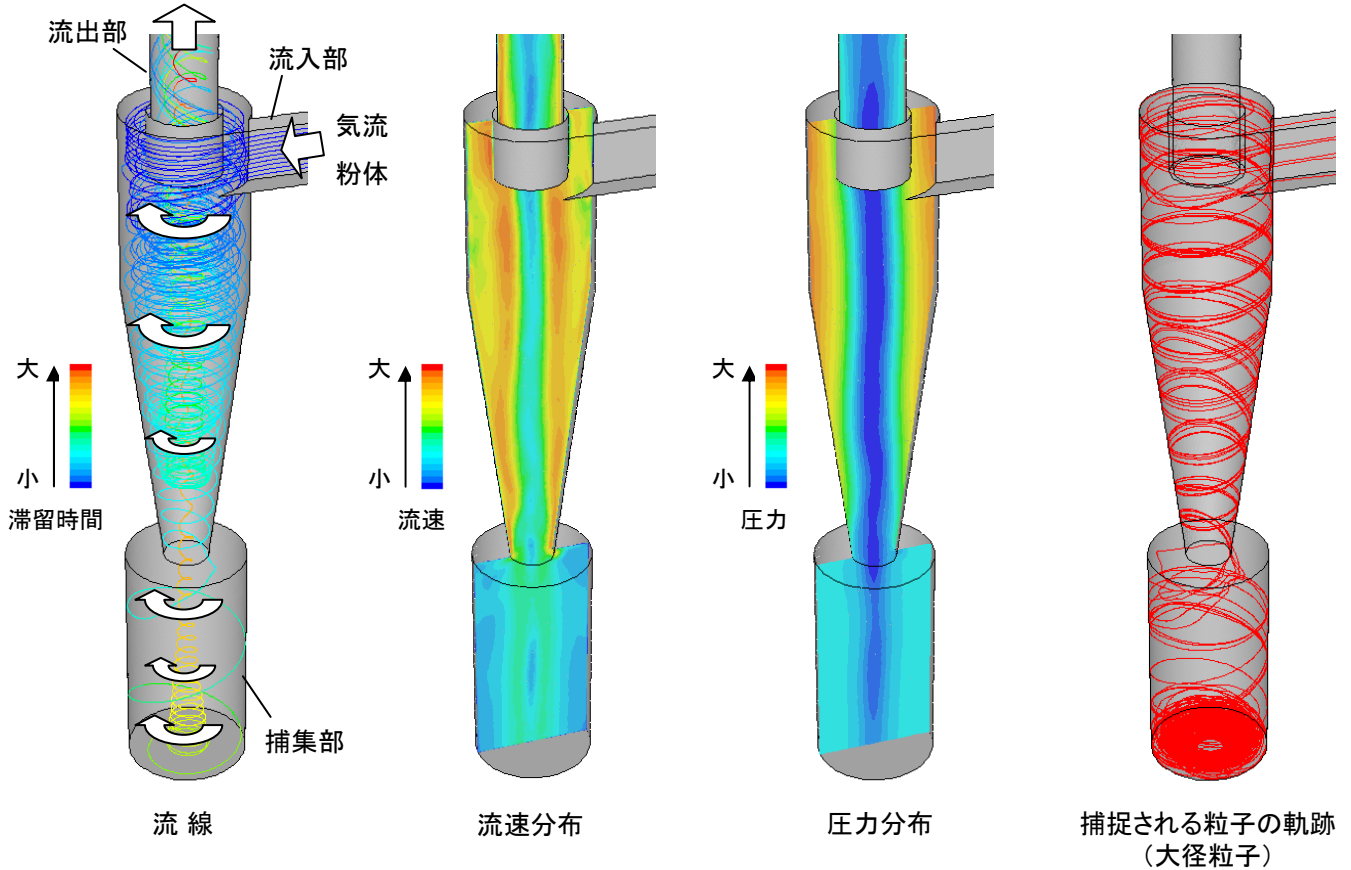 流出部
流入部
気流
粉体
大
小
滞留時間
捕集部
流 線
大
小
流速
流速分布
大
小
圧力
圧力分布
捕捉される粒子の軌跡
（大径粒子）